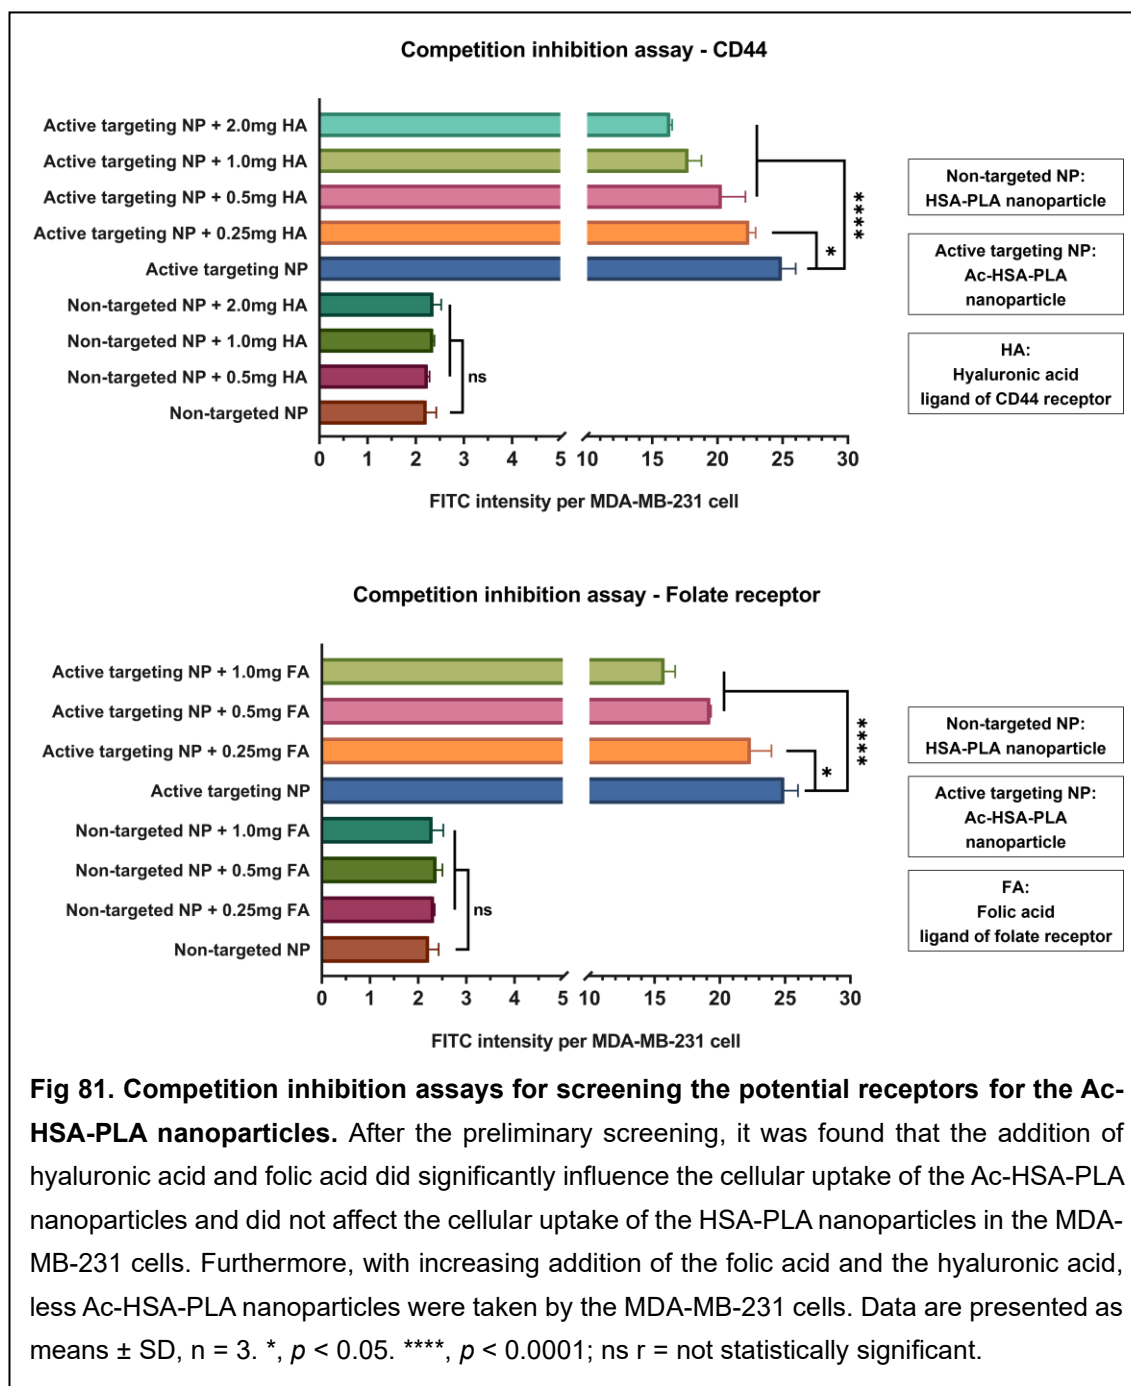 Competition inhibition assay - CD44
Active targeting NP + 2.0mg HA
Active targeting NP + 1.0mg HA
Active targeting NP + 0.5mg HA
Active targeting NP + 0.25mg HA
Active targeting NP
Non-targeted NP + 2.0mg HA
Non-targeted NP + 1.0mg HA
Non-targeted NP + 0.5mg HA
Non-targeted NP
****
*
ns
0 1 2 3 4 5 10 15 20 25 30
FITC intensity per MDA-MB-231 cell
Non-targeted NP:
HSA-PLA nanoparticle
Active targeting NP:
Ac-HSA-PLA
nanoparticle
HA:
Hyaluronic acid
ligand of CD44 receptor
Competition inhibition assay - Folate receptor
Active targeting NP + 1.0mg FA
Active targeting NP + 0.5mg FA
Active targeting NP + 0.25mg FA
Active targeting NP
Non-targeted NP + 1.0mg FA
Non-targeted NP + 0.5mg FA
Non-targeted NP + 0.25mg FA
Non-targeted NP
****
*
ns
0 1 2 3 4 5 10 15 20 25 30
FITC intensity per MDA-MB-231 cell
Non-targeted NP:
HSA-PLA nanoparticle
Active targeting NP:
Ac-HSA-PLA
nanoparticle
FA:
Folic acid
ligand of folate receptor
Fig 81. Competition inhibition assays for screening the potential receptors for the Ac-
HSA-PLA nanoparticles. After the preliminary screening, it was found that the addition of
hyaluronic acid and folic acid did significantly influence the cellular uptake of the Ac-HSA-PLA
nanoparticles and did not affect the cellular uptake of the HSA-PLA nanoparticles in the MDA-
MB-231 cells. Furthermore, with increasing addition of the folic acid and the hyaluronic acid,
less Ac-HSA-PLA nanoparticles were taken by the MDA-MB-231 cells. Data are presented as
means ± SD, n = 3. *, p < 0.05. ****, p < 0.0001; ns r = not statistically significant.